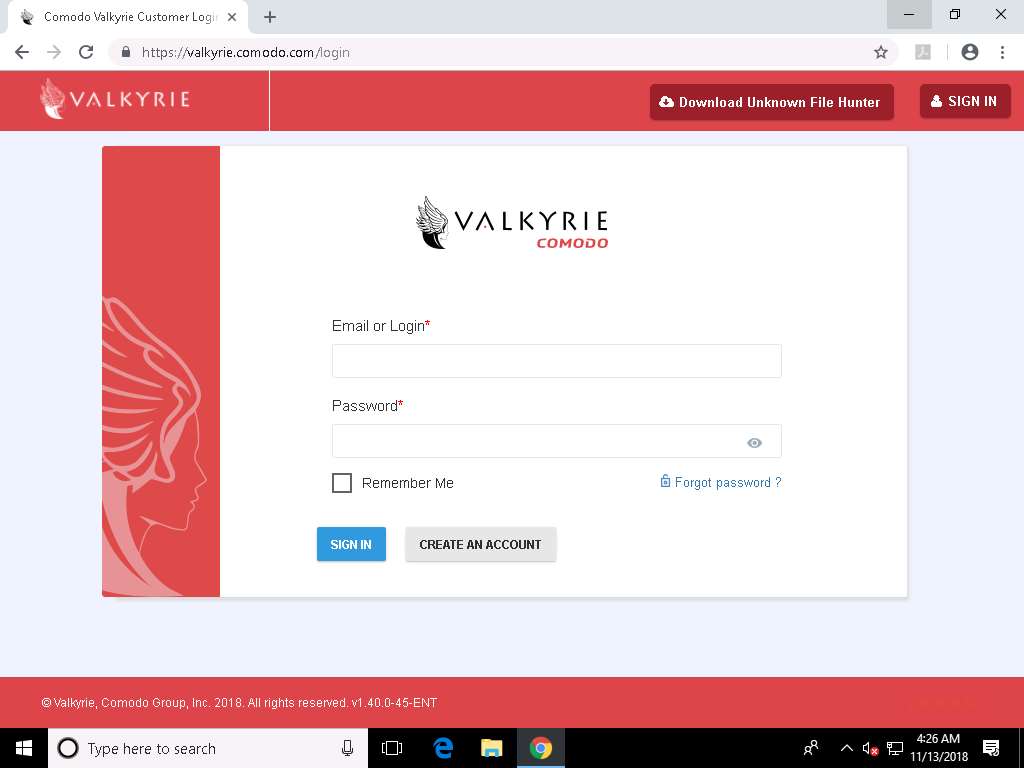 Comodo Valkyrie Customer Logi
https://valkyrie.comodo.com/login
VALKYRIE
Download Unknown File Hunter
SIGN IN
VALKYRIE
COMODO
Email or Login*
Password*
Remember Me
Forgot password ?
SIGN IN
CREATE AN ACCOUNT
© Valkyrie, Comodo Group, Inc. 2018. All rights reserved. v1.40.0-45-ENT
Type here to search
4:26 AM
11/13/2018